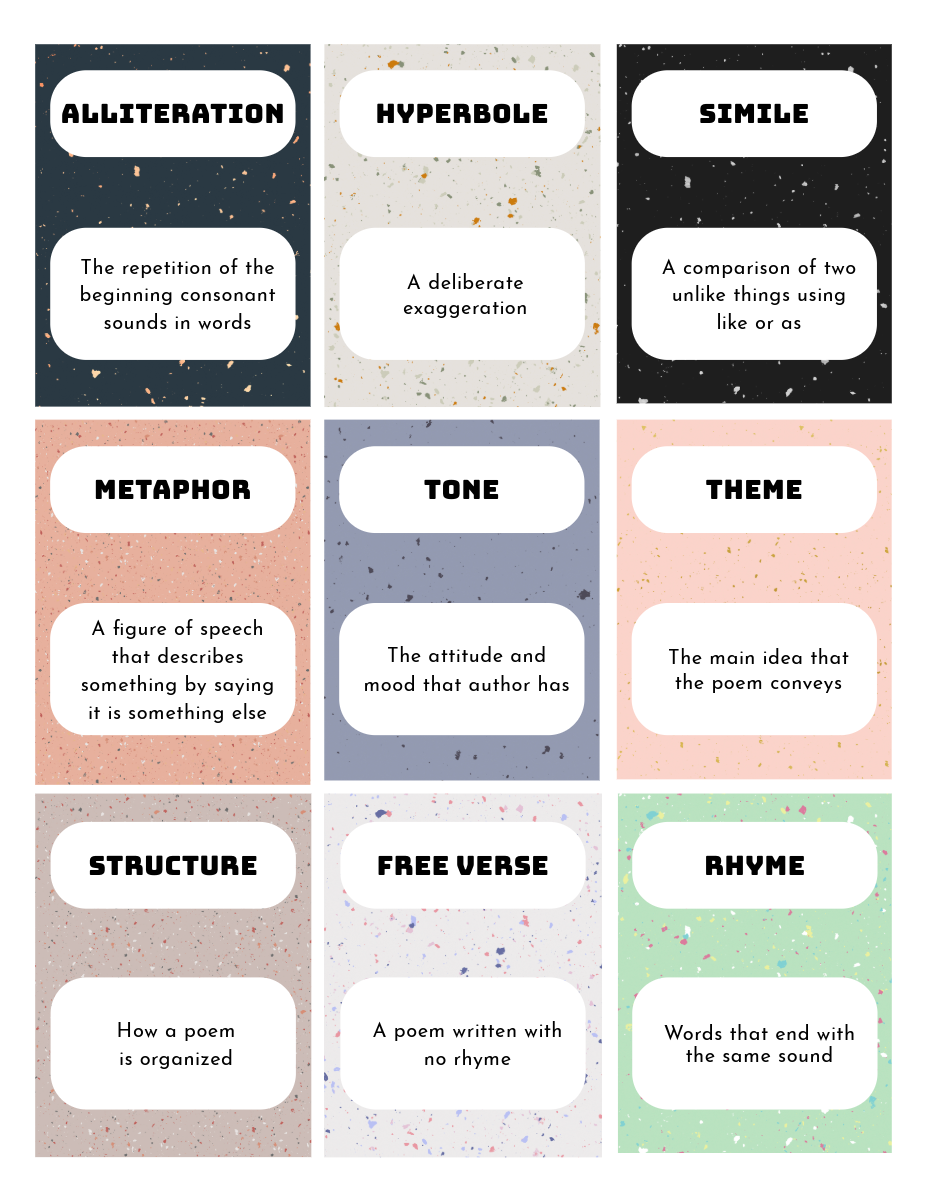 ALLITERATION
The repetition of the
beginning consonant
sounds in words
HYPERBOLE
A deliberate
exaggeration
SIMILE
A comparison of two
unlike things using
like or as
METAPHOR
A figure of speech
that describes
something by saying
it is something else
TONE
The attitude and
mood that author has
THEME
The main idea that
the poem conveys
STRUCTURE
How a poem
is organized
FREE VERSE
A poem written with
no rhyme
RHYME
Words that end with
the same sound